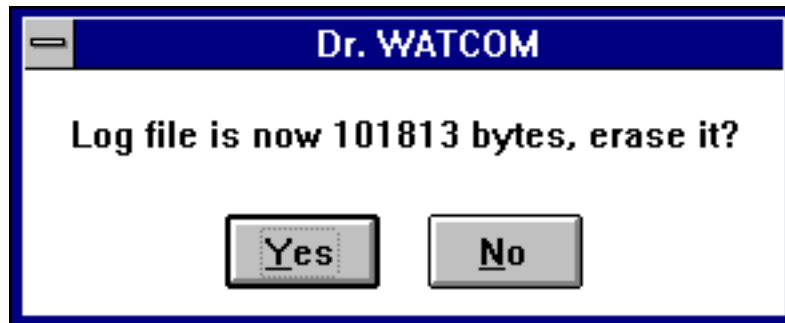 Dr. WATCOM
Log file is now 101813 bytes, erase it?
Yes No